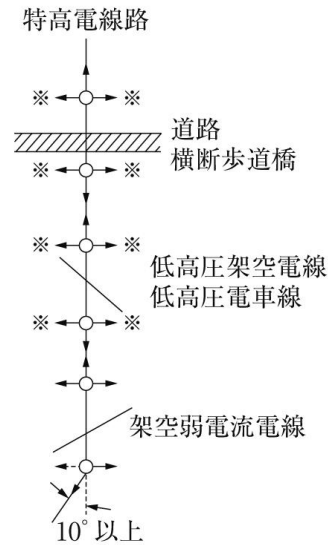 特高電線路
※ ※
道路
横断歩道橋
※ ※
※ ※
低高圧架空電線
低高圧電車線
※ ※
架空弱電流電線
10°以上